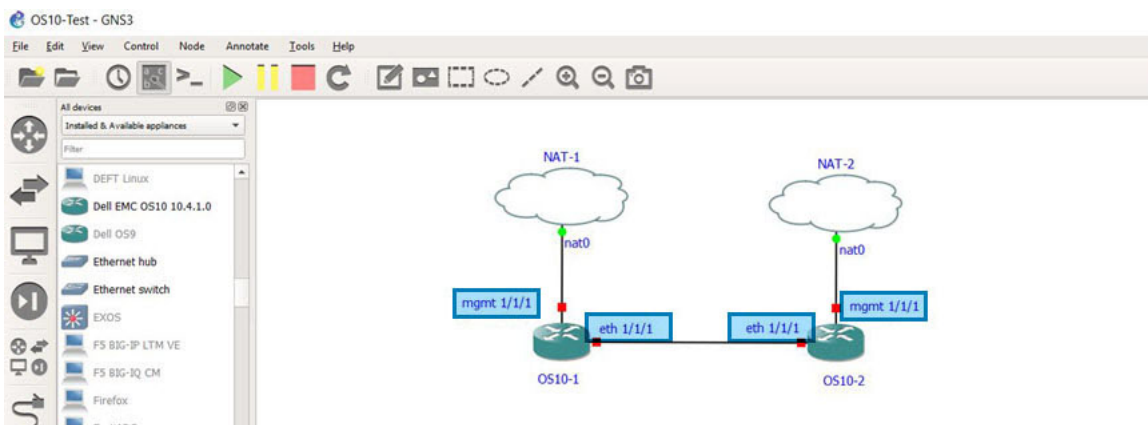 OS10-Test - GNS3
File Edit View Control Node Annotate Tools Help
All devices
Installed & Available appliances
Filter
DEFT Linux
Dell EMC OS10 10.4.1.0
Dell OS9
Ethernet hub
Ethernet switch
EXOS
F5 BIG-IP LTM VE
F5 BIG-IQ CM
Firefox
NAT-1
nat0
mgmt 1/1/1
eth 1/1/1
OS10-1
NAT-2
nat0
mgmt 1/1/1
eth 1/1/1
OS10-2